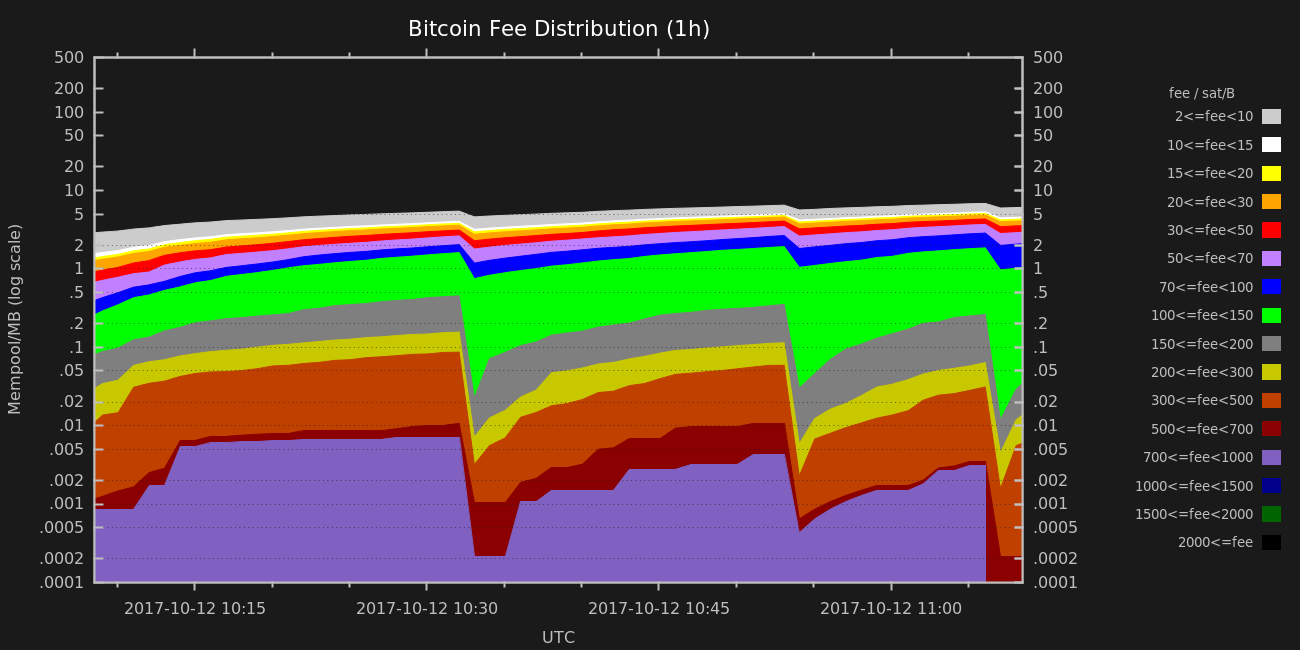 Bitcoin Fee Distribution (1h)
Mempool/MB (log scale)
500
200
100
50
20
10
5
2
1
.5
.2
.1
.05
.02
.01
.005
.002
.001
.0005
.0002
.0001
500
200
100
50
20
10
5
2
1
.5
.2
.1
.05
.02
.01
.005
.002
.001
.0005
.0002
.0001
fee / sat/B
2<=fee<10
10<=fee<15
15<=fee<20
20<=fee<30
30<=fee<50
50<=fee<70
70<=fee<100
100<=fee<150
150<=fee<200
200<=fee<300
300<=fee<500
500<=fee<700
700<=fee<1000
1000<=fee<1500
1500<=fee<2000
2000<=fee
2017-10-12 10:15
2017-10-12 10:30
2017-10-12 10:45
2017-10-12 11:00
UTC